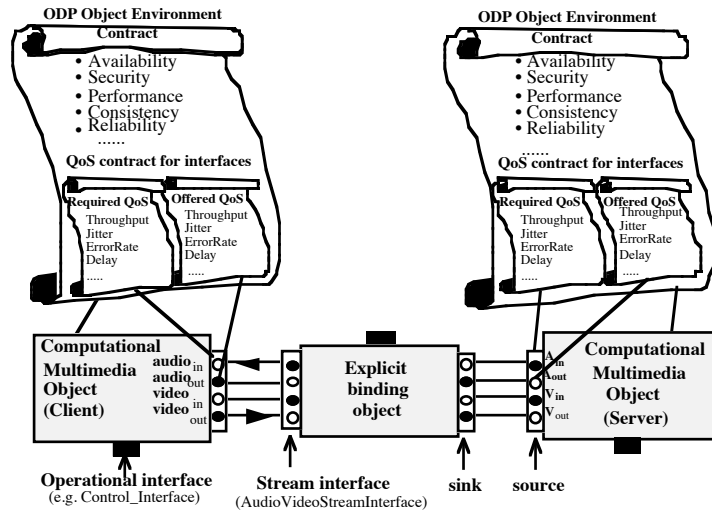 ODP Object Environment
Contract
• Availability
• Security
• Performance
• Consistency
• Reliability
......
QoS contract for interfaces
Required QoS
Throughput
Jitter
ErrorRate
Delay
.....
Offered QoS
Throughput
Jitter
ErrorRate
Delay
.....
ODP Object Environment
Contract
• Availability
• Security
• Performance
• Consistency
• Reliability
......
QoS contract for interfaces
Required QoS
Throughput
Jitter
ErrorRate
Delay
.....
Offered QoS
Throughput
Jitter
ErrorRate
Delay
.....
Computational
Multimedia
Object
(Client)
audio in
audio out
video in
video out
Explicit
binding
object
A in
A out
V in
V out
Computational
Multimedia
Object
(Server)
Operational interface
(e.g. Control_Interface)
Stream interface
(AudioVideoStreamInterface)
sink
source